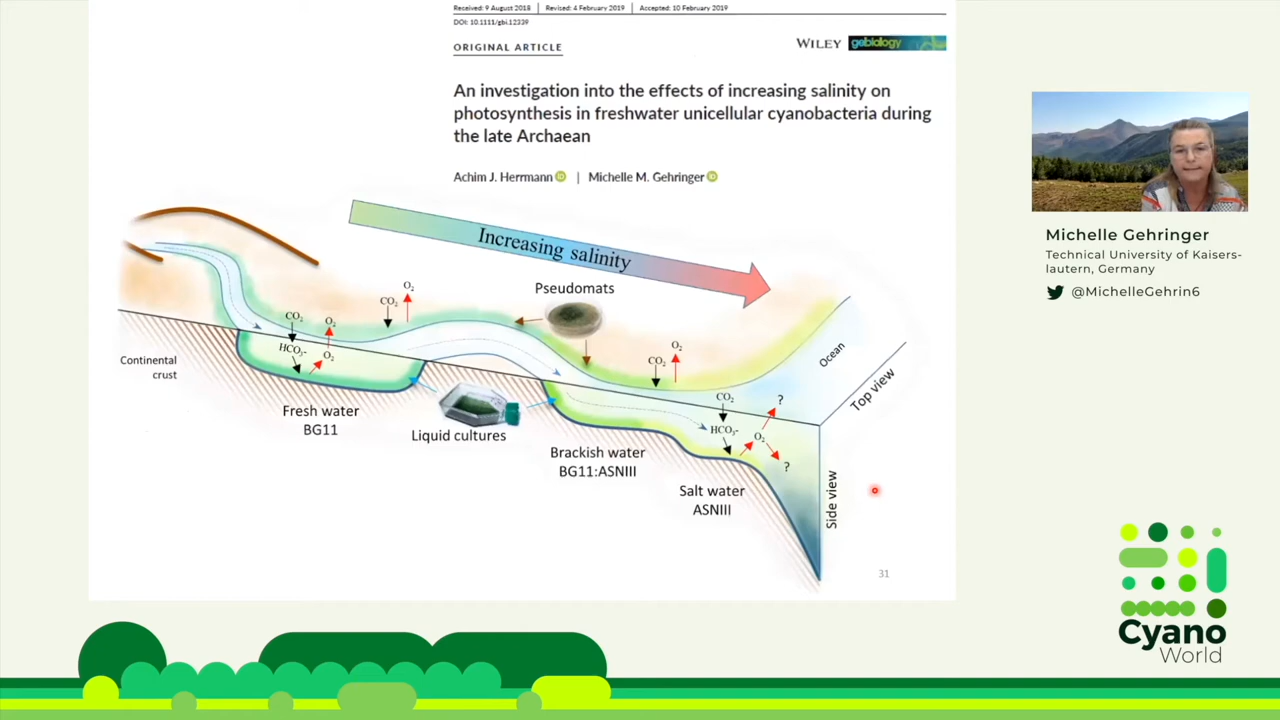 Received: 9 August 2018 | Revised: 4 February 2019 | Accepted: 10 February 2019
DOI: 10.1111/gbi.12339
ORIGINAL ARTICLE
WILEY gebiology
An investigation into the effects of increasing salinity on
photosynthesis in freshwater unicellular cyanobacteria during
the late Archaean
Achim J. Herrmann iD | Michelle M. Gehringer iD
Increasing salinity
Pseudomats
CO2
O2
CO2
O2
HCO3-
O2
CO2
O2
CO2
HCO3-
O2
?
?
Continental
crust
Ocean
Top view
Side view
Fresh water
BG11
Liquid cultures
Brackish water
BG11:ASNIII
Salt water
ASNIII
31
Michelle Gehringer
Technical University of Kaisers-
lautern, Germany
@MichelleGehrin6
Cyano
World